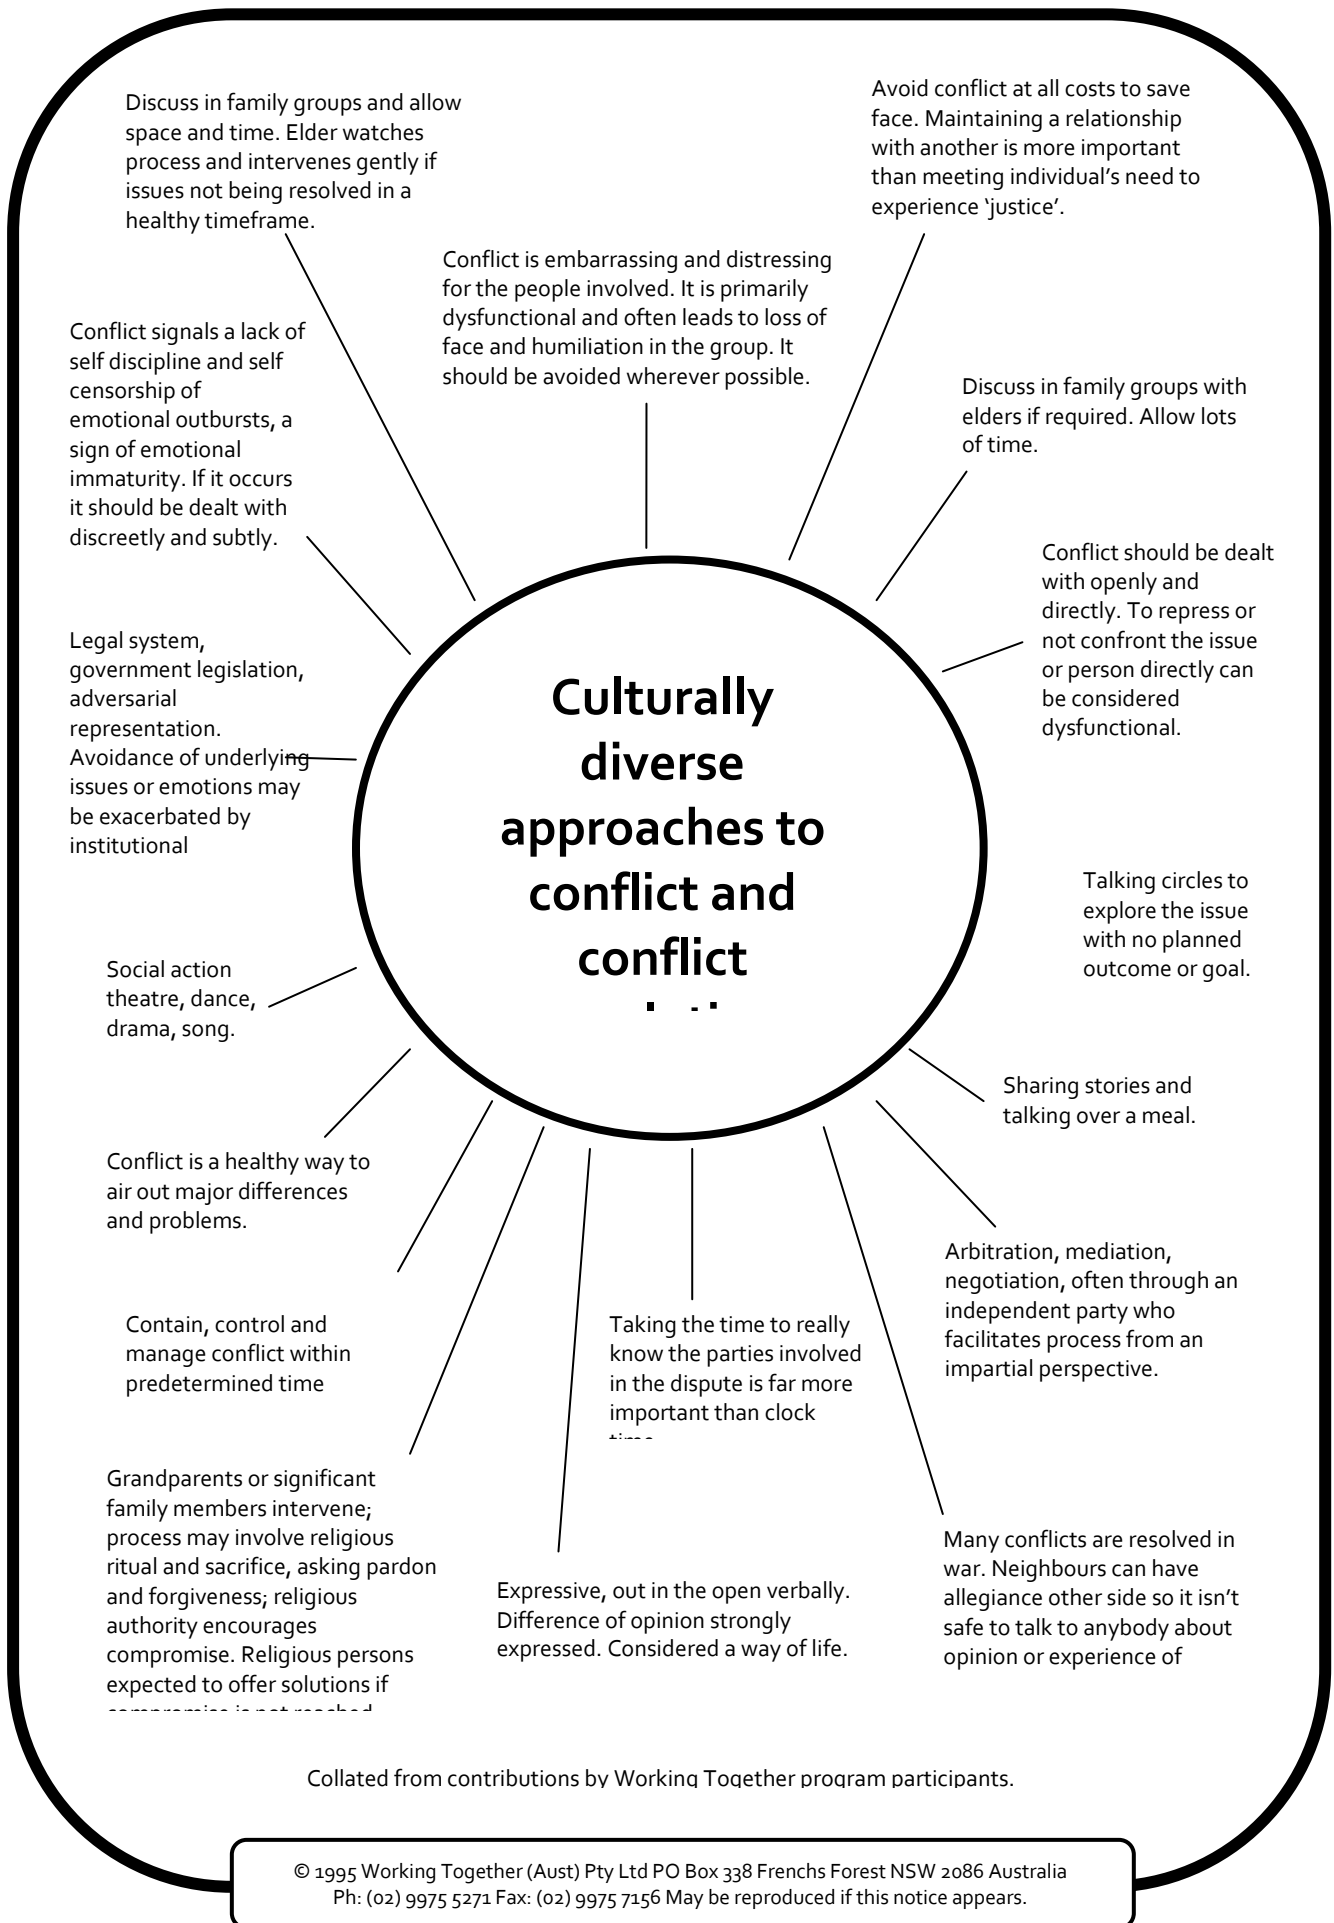 Discuss in family groups and allow
space and time. Elder watches
process and intervenes gently if
issues not being resolved in a
healthy timeframe.
Avoid conflict at all costs to save
face. Maintaining a relationship
with another is more important
than meeting individual's need to
experience 'justice'.
Conflict is embarrassing and distressing
for the people involved. It is primarily
dysfunctional and often leads to loss of
face and humiliation in the group. It
should be avoided wherever possible.
Conflict signals a lack of
self discipline and self
censorship of
emotional outbursts, a
sign of emotional
immaturity. If it occurs
it should be dealt with
discreetly and subtly.
Discuss in family groups with
elders if required. Allow lots
of time.
Conflict should be dealt
with openly and
directly. To repress or
not confront the issue
or person directly can
be considered
dysfunctional.
Legal system,
government legislation,
adversarial
representation.
Avoidance of underlying
issues or emotions may
be exacerbated by
institutional
Culturally
diverse
approaches to
conflict and
conflict
Talking circles to
explore the issue
with no planned
outcome or goal.
Social action
theatre, dance,
drama, song.
Sharing stories and
talking over a meal.
Conflict is a healthy way to
air out major differences
and problems.
Arbitration, mediation,
negotiation, often through an
independent party who
facilitates process from an
impartial perspective.
Contain, control and
manage conflict within
predetermined time
Taking the time to really
know the parties involved
in the dispute is far more
important than clock
Grandparents or significant
family members intervene;
process may involve religious
ritual and sacrifice, asking pardon
and forgiveness; religious
authority encourages
compromise. Religious persons
expected to offer solutions if
compromise is not reached
Expressive, out in the open verbally.
Difference of opinion strongly
expressed. Considered a way of life.
Many conflicts are resolved in
war. Neighbours can have
allegiance other side so it isn't
safe to talk to anybody about
opinion or experience of
Collated from contributions by Working Together program participants.
© 1995 Working Together (Aust) Pty Ltd PO Box 338 Frenchs Forest NSW 2086 Australia
Ph: (02) 9975 5271 Fax: (02) 9975 7156 May be reproduced if this notice appears.